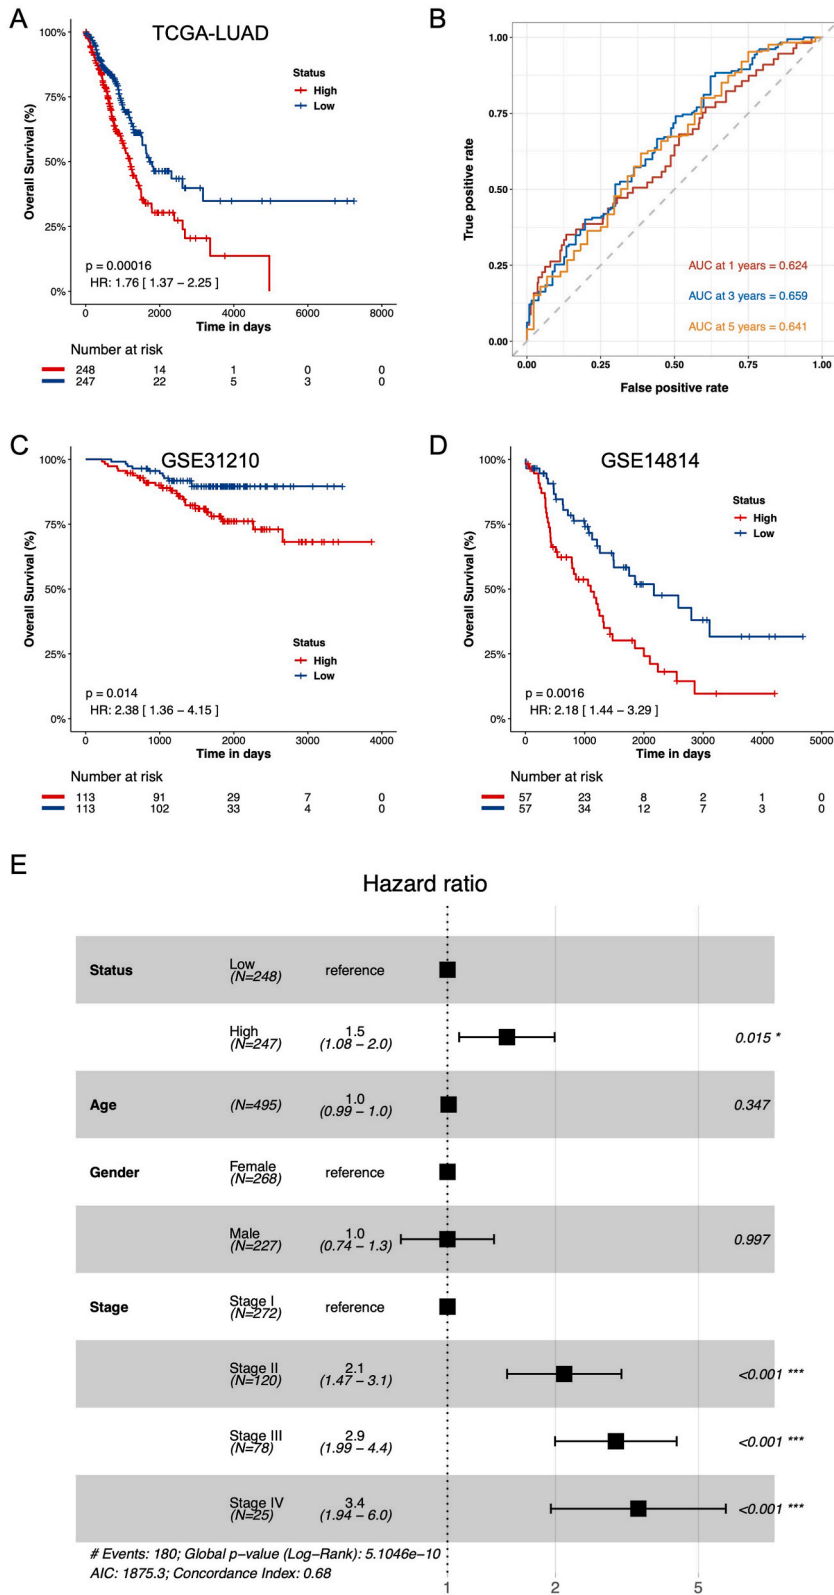 A
TCGA-LUAD
Overall Survival (%)
100%
75%
50%
25%
0%
Status
High
Low
p = 0.00016
HR: 1.76 [ 1.37 − 2.25 ]
0 2000 4000 6000 8000
Time in days
Number at risk
248 14 1 0 0
247 22 5 3 0
B
True positive rate
1.00
0.75
0.50
0.25
0.00
AUC at 1 years = 0.624
AUC at 3 years = 0.659
AUC at 5 years = 0.641
0.00 0.25 0.50 0.75 1.00
False positive rate
C
GSE31210
Overall Survival (%)
100%
75%
50%
25%
0%
Status
High
Low
p = 0.014
HR: 2.38 [ 1.36 − 4.15 ]
0 1000 2000 3000 4000
Time in days
Number at risk
113 91 29 7 0
113 102 33 4 0
D
GSE14814
Overall Survival (%)
100%
75%
50%
25%
0%
Status
High
Low
p = 0.0016
HR: 2.18 [ 1.44 − 3.29 ]
0 1000 2000 3000 4000 5000
Time in days
Number at risk
57 23 8 2 1 0
57 34 12 7 3 0
E
Hazard ratio
Status Low (N=248) reference
High (N=247) 1.5 (1.08 − 2.0) 0.015 *
Age (N=495) 1.0 (0.99 − 1.0) 0.347
Gender Female (N=268) reference
Male (N=227) 1.0 (0.74 − 1.3) 0.997
Stage Stage I (N=272) reference
Stage II (N=120) 2.1 (1.47 − 3.1) <0.001 ***
Stage III (N=78) 2.9 (1.99 − 4.4) <0.001 ***
Stage IV (N=25) 3.4 (1.94 − 6.0) <0.001 ***
# Events: 180; Global p−value (Log−Rank): 5.1046e−10
AIC: 1875.3; Concordance Index: 0.68
1 2 5